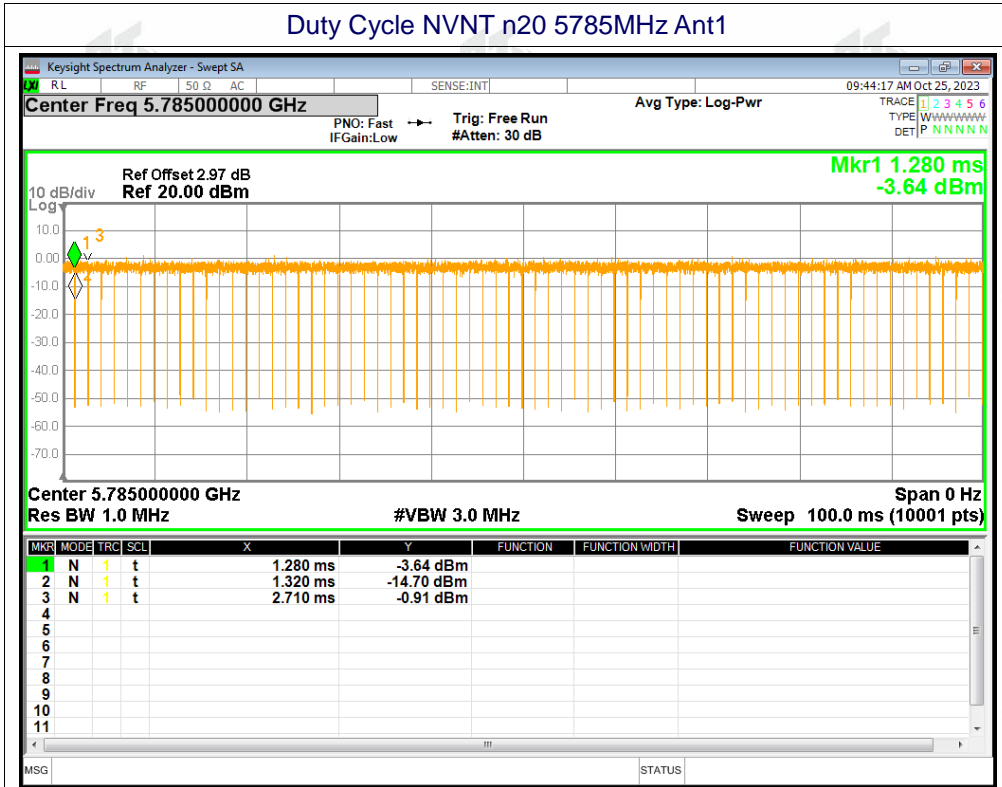 Duty Cycle NVNT n20 5785MHz Ant1
Keysight Spectrum Analyzer - Swept SA
LXI RL RF 50 Ω AC SENSE:INT 09:44:17 AM Oct 25, 2023
Center Freq 5.785000000 GHz Avg Type: Log-Pwr TRACE 1 2 3 4 5 6
PNO: Fast Trig: Free Run TYPE WWWWWW
IFGain:Low #Atten: 30 dB DET P N N N N N
Mkr1 1.280 ms
Ref Offset 2.97 dB
10 dB/div Ref 20.00 dBm -3.64 dBm
Log
10.0
0.00
-10.0
-20.0
-30.0
-40.0
-50.0
-60.0
-70.0
1 3
2
Center 5.785000000 GHz Span 0 Hz
Res BW 1.0 MHz #VBW 3.0 MHz Sweep 100.0 ms (10001 pts)
MKR MODE TRC SCL X Y FUNCTION FUNCTION WIDTH FUNCTION VALUE
1 N 1 t 1.280 ms -3.64 dBm
2 N 1 t 1.320 ms -14.70 dBm
3 N 1 t 2.710 ms -0.91 dBm
4
5
6
7
8
9
10
11
MSG STATUS